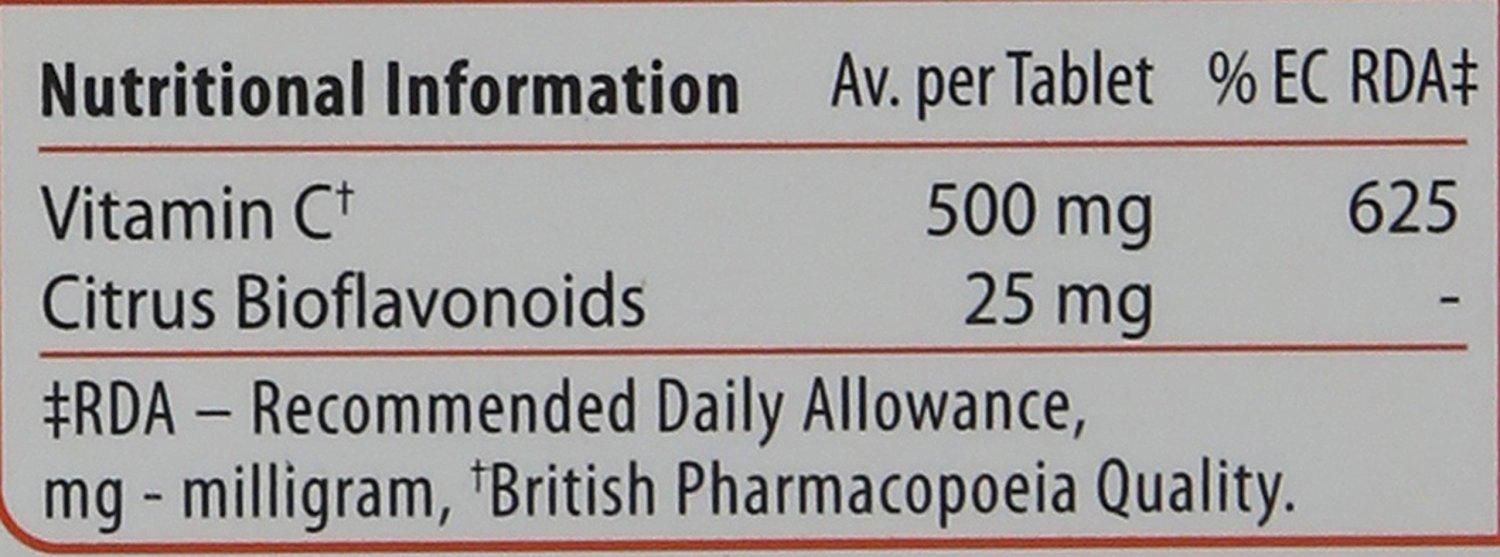 Nutritional Information Av. per Tablet % EC RDA‡
Vitamin C† 500 mg 625
Citrus Bioflavonoids 25 mg -
‡RDA – Recommended Daily Allowance,
mg - milligram, †British Pharmacopoeia Quality.